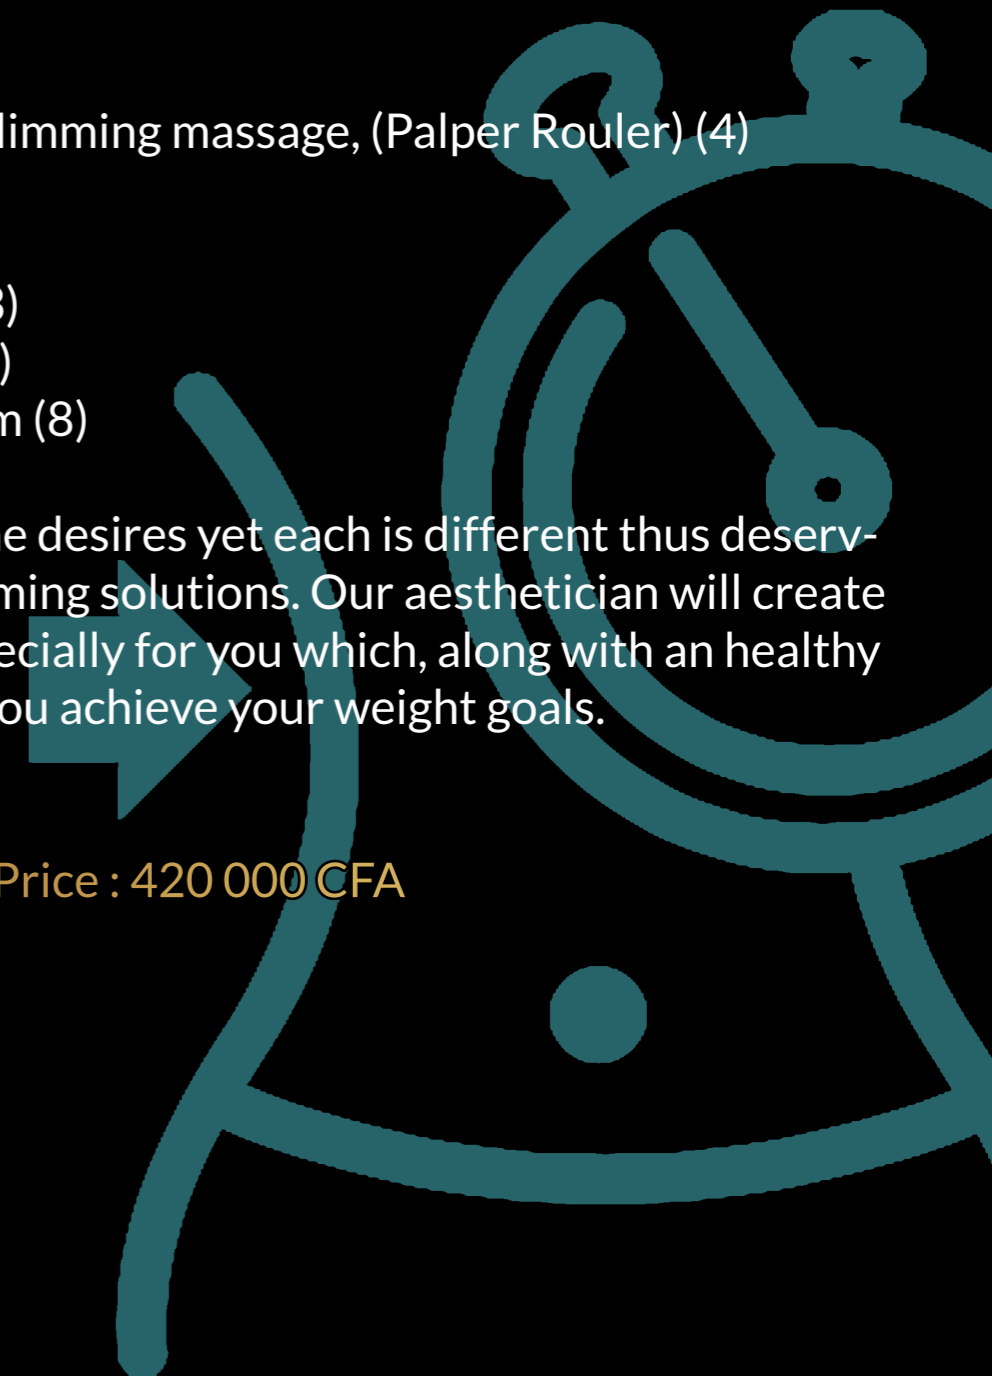 limming massage, (Palper Rouler) (4)
)
)
m (8)
e desires yet each is different thus deserv-
ming solutions. Our aesthetician will create
ecially for you which, along with an healthy
ou achieve your weight goals.
Price : 420 000 CFA